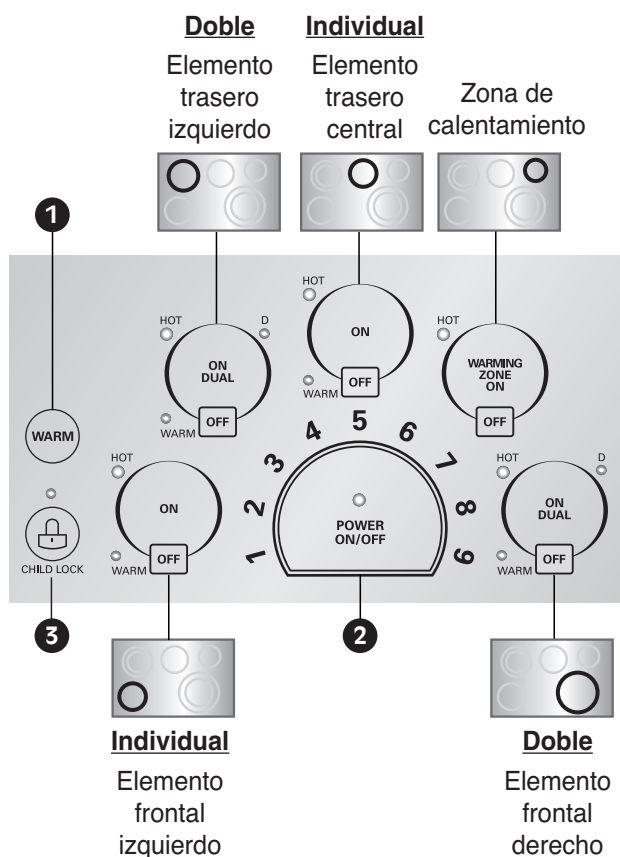 Doble
Elemento
trasero
izquierdo
Individual
Elemento
trasero
central
Zona de
calentamiento
1
HOT
D
ON
DUAL
OFF
WARM
HOT
ON
OFF
WARM
HOT
WARMING
ZONE
ON
OFF
WARM
HOT
ON
OFF
WARM
1
2
3
4
5
6
7
8
9
POWER
ON/OFF
HOT
D
ON
DUAL
OFF
WARM
CHILD LOCK
3
2
Individual
Elemento
frontal
izquierdo
Doble
Elemento
frontal
derecho